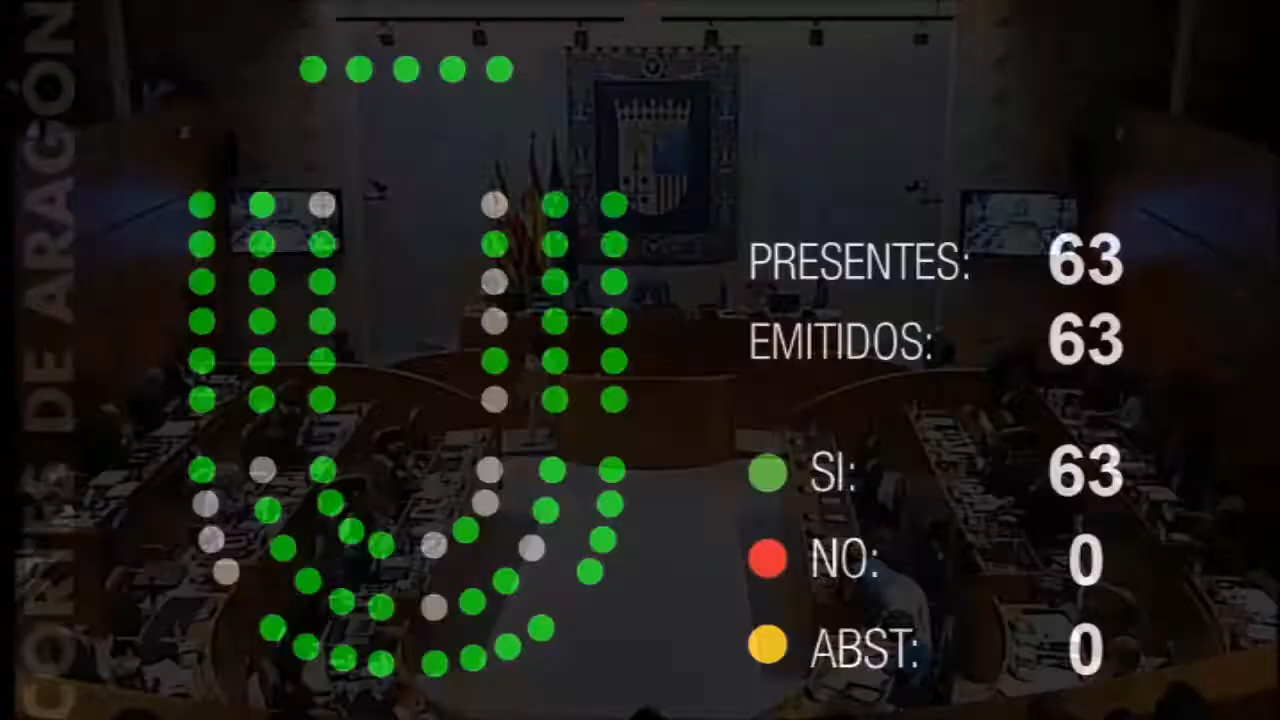 CORTES DE ARAGÓN
PRESENTES: 63
EMITIDOS: 63
SI: 63
NO: 0
ABST: 0